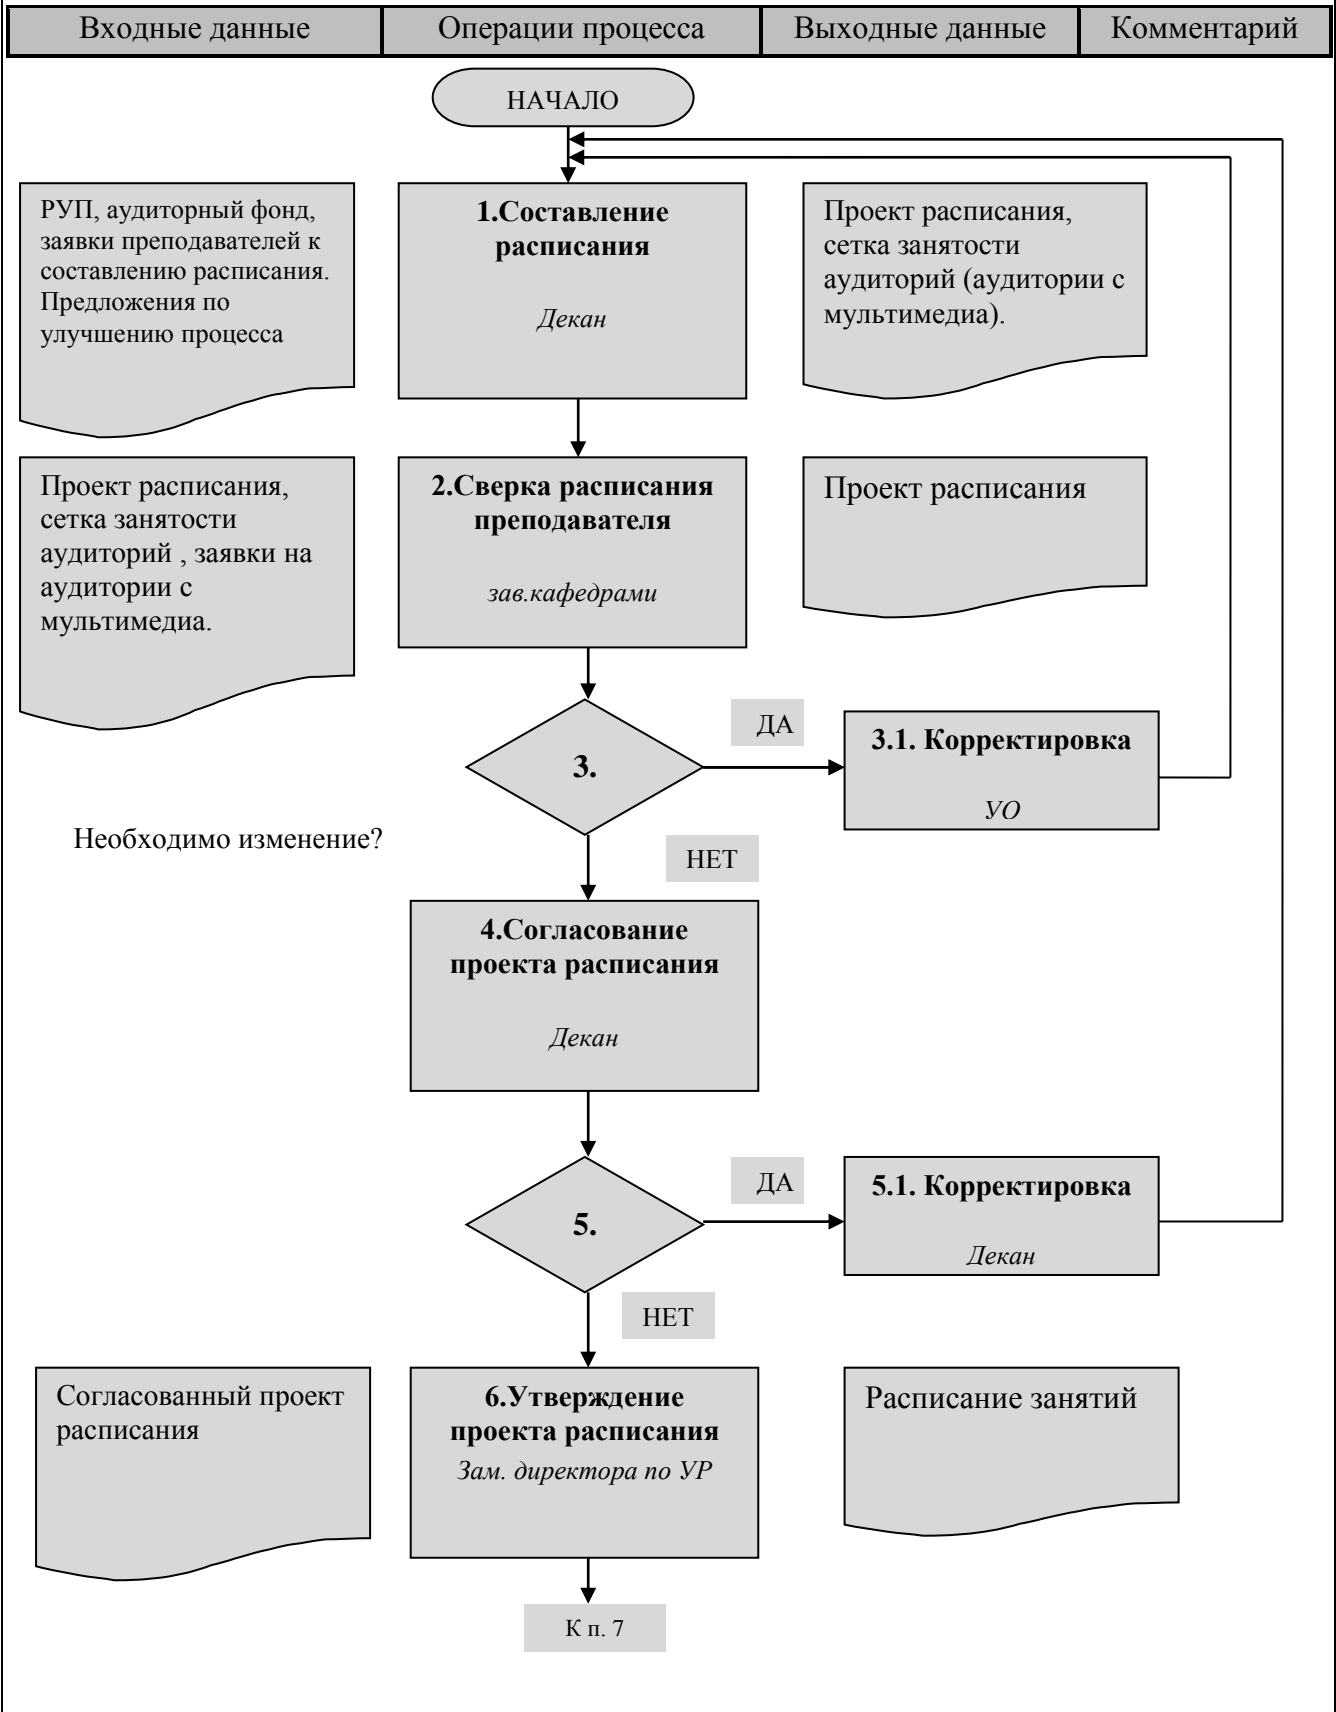 Входные данные
Операции процесса
Выходные данные
Комментарий
НАЧАЛО
РУП, аудиторный фонд,
заявки преподавателей к
составлению расписания.
Предложения по
улучшению процесса
1.Составление
расписания
Декан
Проект расписания,
сетка занятости
аудиторий (аудитории с
мультимедиа).
Проект расписания,
сетка занятости
аудиторий , заявки на
аудитории с
мультимедиа.
2.Сверка расписания
преподавателя
зав.кафедрами
Проект расписания
3.
ДА
3.1. Корректировка
УО
Необходимо изменение?
НЕТ
4.Согласование
проекта расписания
Декан
5.
ДА
5.1. Корректировка
Декан
НЕТ
Согласованный проект
расписания
6.Утверждение
проекта расписания
Зам. директора по УР
Расписание занятий
К п. 7